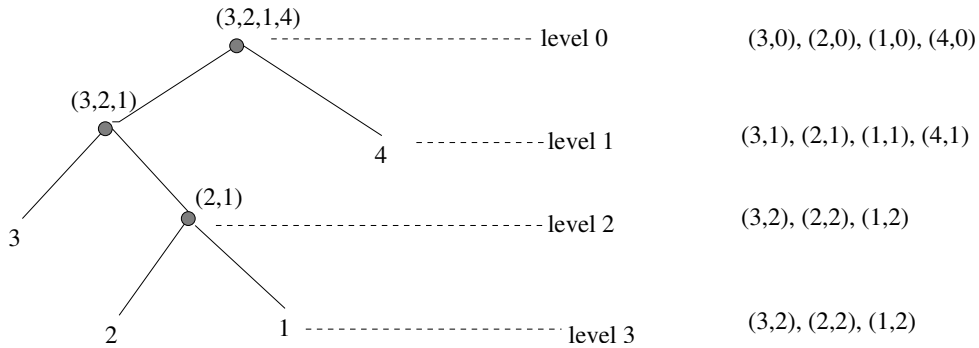 (3,2,1,4)
level 0 (3,0), (2,0), (1,0), (4,0)
(3,2,1)
4 level 1 (3,1), (2,1), (1,1), (4,1)
(2,1)
3 level 2 (3,2), (2,2), (1,2)
2 1 level 3 (3,2), (2,2), (1,2)